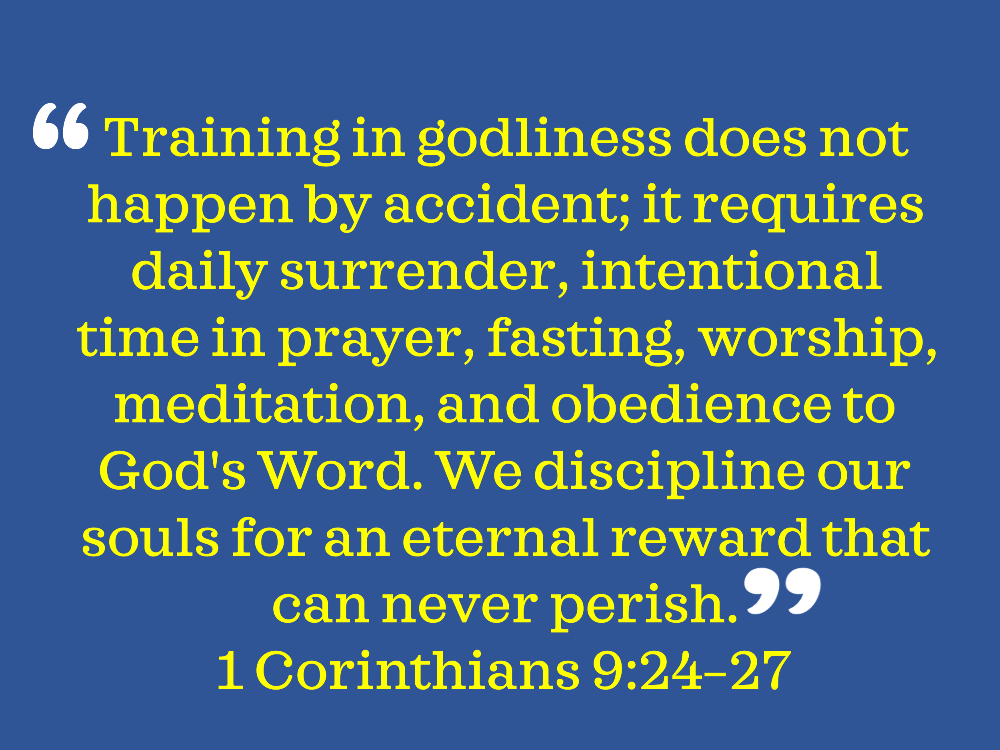 “Training in godliness does not
happen by accident; it requires
daily surrender, intentional
time in prayer, fasting, worship,
meditation, and obedience to
God's Word. We discipline our
souls for an eternal reward that
can never perish.”
1 Corinthians 9:24–27